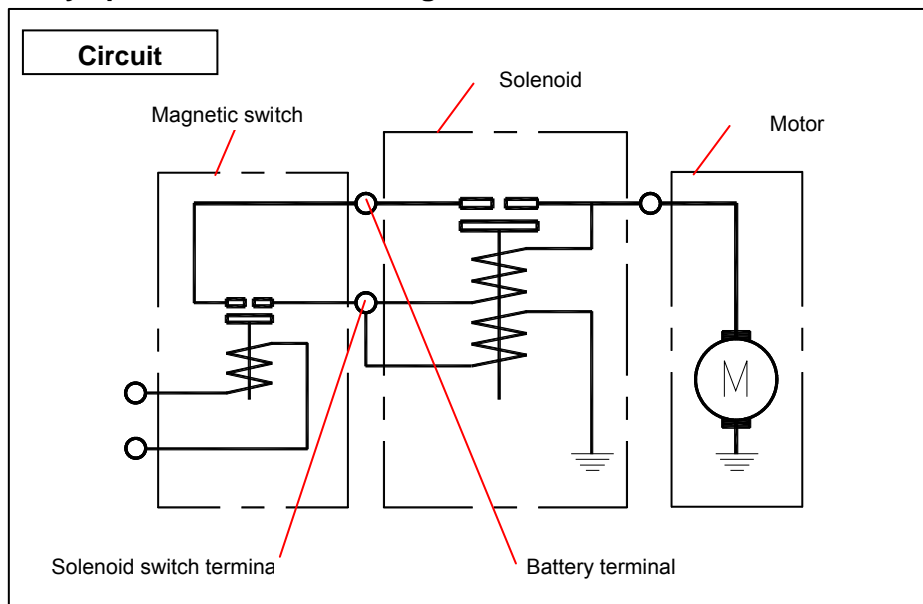 Circuit
Solenoid
Magnetic switch
Motor
M
Solenoid switch termina
Battery terminal